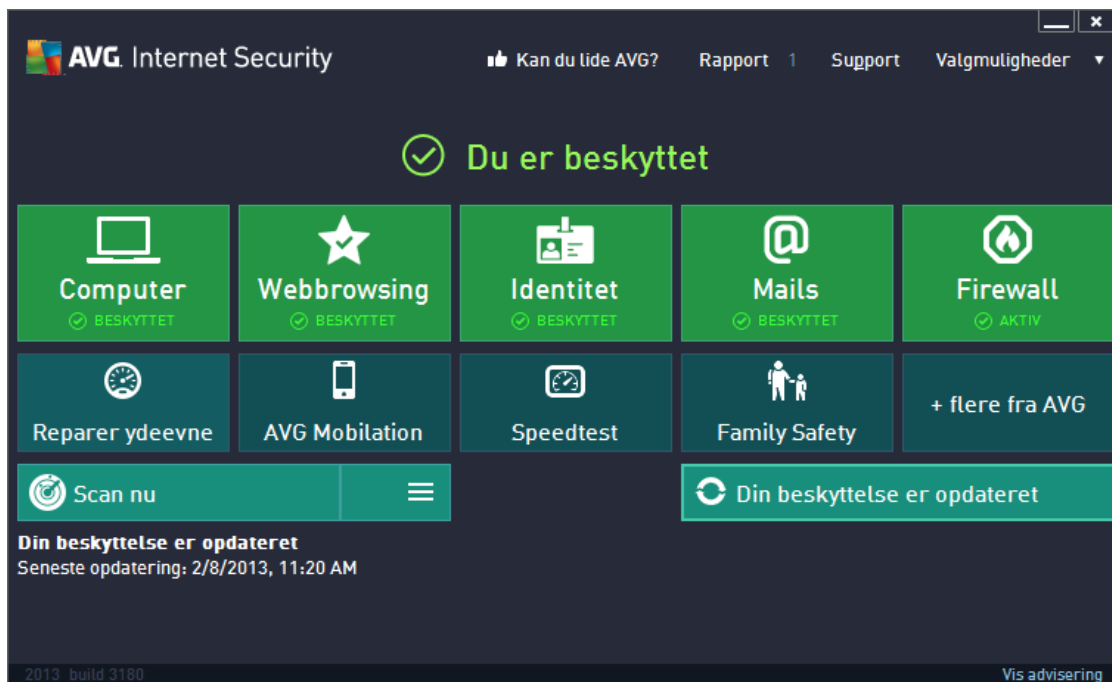 AVG. Internet Security
Kan du lide AVG? Rapport 1 Support Valgmuligheder
Du er beskyttet
Computer Webbrowsing Identitet Mails Firewall
BESKYTTET BESKYTTET BESKYTTET BESKYTTET AKTIV
+ flere fra AVG
Reparer ydeevne AVG Mobilation Speedtest Family Safety
Scan nu Din beskyttelse er opdateret
Din beskyttelse er opdateret
Seneste opdatering: 2/8/2013, 11:20 AM
2013 build 3180 Vis advisering